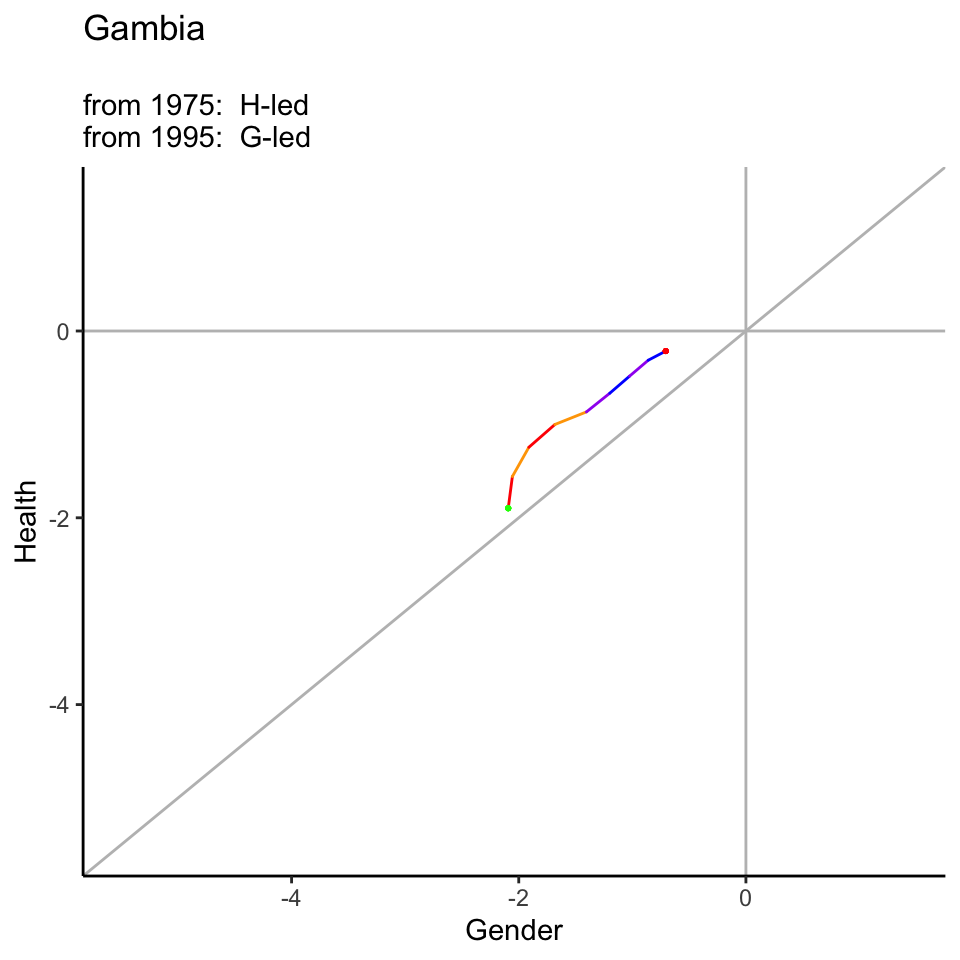 Gambia
from 1975:  H-led
from 1995:  G-led
0
-2
-4
Health
-4
-2
0
Gender